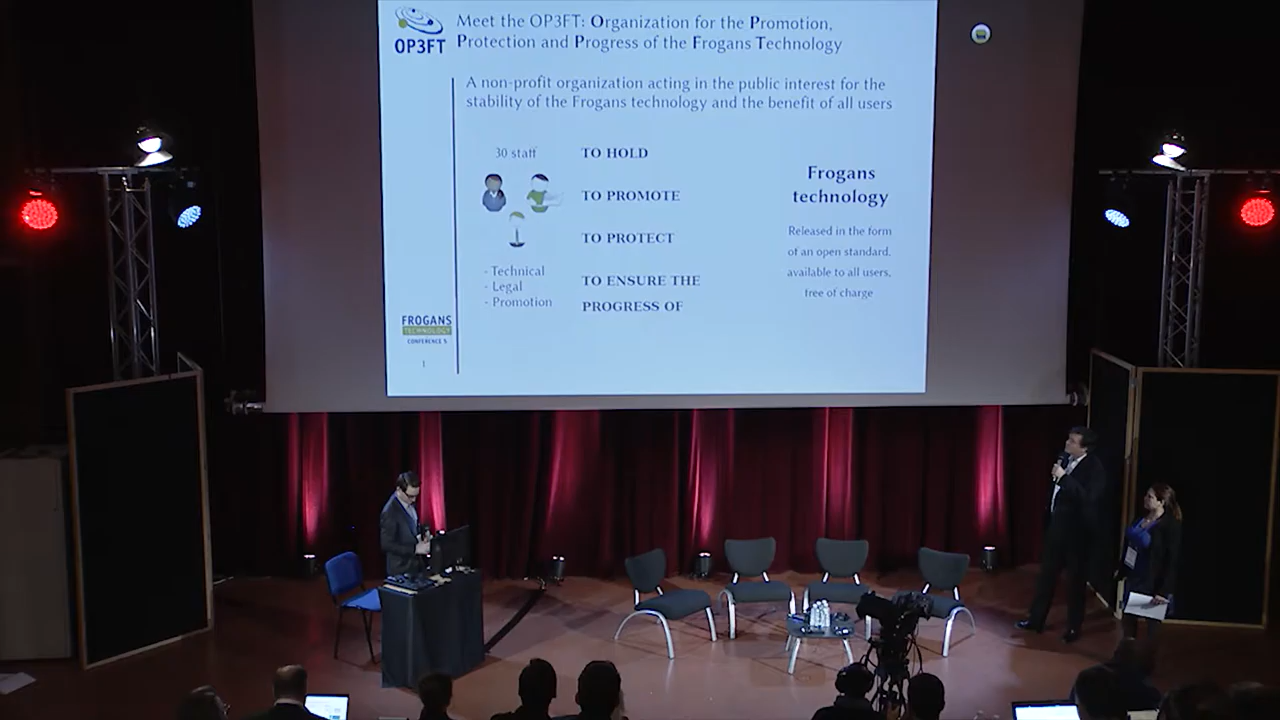 OP3FT
Meet the OP3FT: Organization for the Promotion,
Protection and Progress of the Frogans Technology
A non-profit organization acting in the public interest for the
stability of the Frogans technology and the benefit of all users
30 staff
- Technical
- Legal
- Promotion
TO HOLD
TO PROMOTE
TO PROTECT
TO ENSURE THE
PROGRESS OF
Frogans
technology
Released in the form
of an open standard,
available to all users,
free of charge
FROGANS
TECHNOLOGY
CONFERENCE 5
1